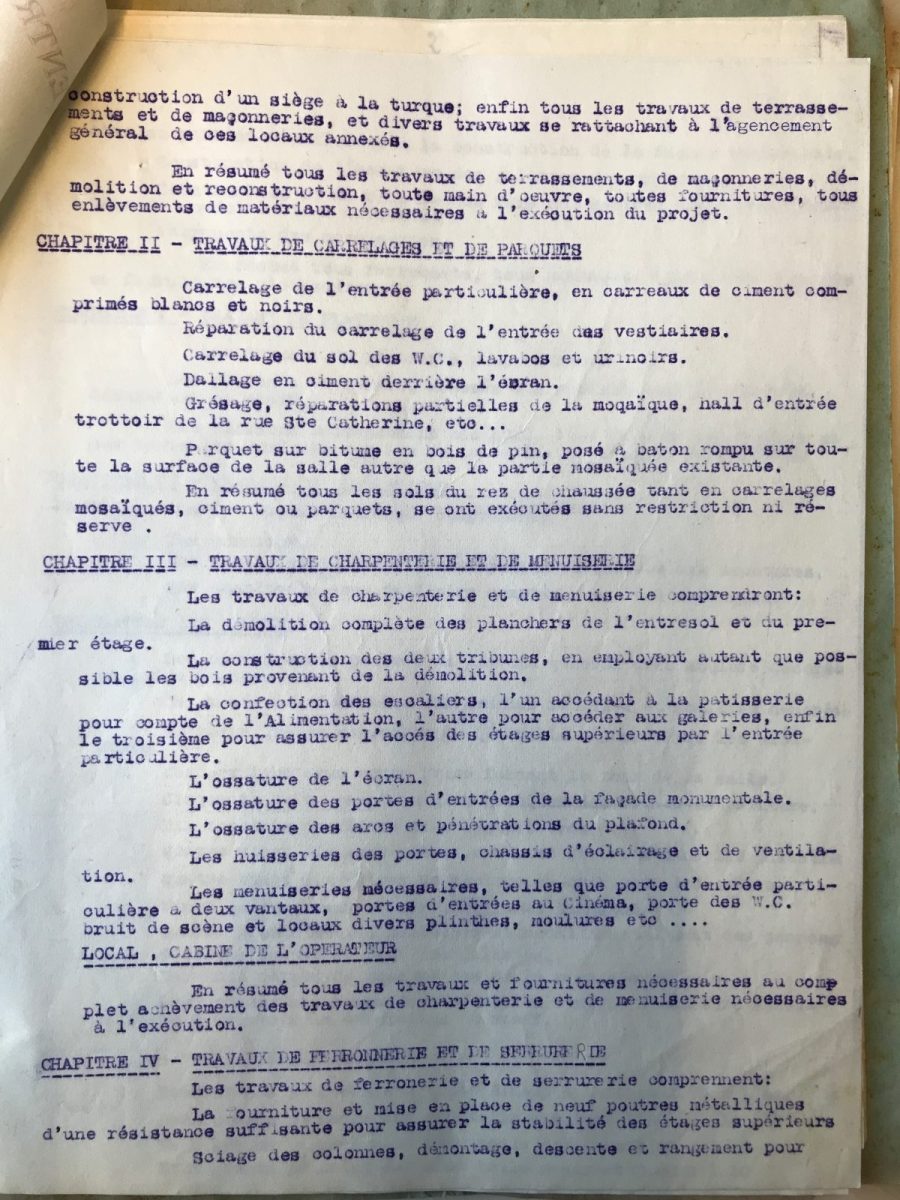 construction d'un siège à la turque; enfin tous les travaux de terrasse-
ments et de maçonneries, et divers travaux se rattachant à l'agencement
général de ces locaux annexés.
En résumé tous les travaux de terrassements, de maçonneries, dé-
molition et reconstruction, toute main d'oeuvre, toutes fournitures, tous
enlèvements de matériaux nécessaires à l'exécution du projet.
CHAPITRE II - TRAVAUX DE CARRELAGES ET DE PARQUETS
Carrelage de l'entrée particulière, en carreaux de ciment com-
primés blancs et noirs.
Réparation du carrelage de l'entrée des vestiaires.
Carrelage du sol des W.C., lavabos et urinoirs.
Dallage en ciment derrière l'écran.
Grésage, réparations partielles de la moqaïque, hall d'entrée
trottoir de la rue Ste Catherine, etc...
Parquet sur bitume en bois de pin, posé à baton rompu sur tou-
te la surface de la salle autre que la partie mosaïquée existante.
En résumé tous les sols du rez de chaussée tant en carrelages
mosaïqués, ciment ou parquets, se ont exécutés sans restriction ni ré-
serve .
CHAPITRE III - TRAVAUX DE CHARPENTERIE ET DE MENUISERIE
Les travaux de charpenterie et de menuiserie comprendront:
La démolition complète des planchers de l'entresol et du pre-
mier étage.
La construction des deux tribunes, en employant autant que pos-
sible les bois provenant de la démolition.
La confection des escaliers, l'un accédant à la patisserie
pour compte de l'Alimentation, l'autre pour accéder aux galeries, enfin
le troisième pour assurer l'accés des étages supérieurs par l'entrée
particulière.
L'ossature de l'écran.
L'ossature des portes d'entrées de la façade monumentale.
L'ossature des arcs et pénétrations du plafond.
Les huisseries des portes, chassis d'éclairage et de ventila-
tion.
Les menuiseries nécessaires, telles que porte d'entrée parti-
culière à deux vantaux, portes d'entrées au Cinéma, porte des W.C.
bruit de scène et locaux divers plinthes, moulures etc ....
LOCAL , CABINE DE L'OPERATEUR
En résumé tous les travaux et fournitures nécessaires au comp
plet achèvement des travaux de charpenterie et de menuiserie nécessaires
à l'exécution.
CHAPITRE IV - TRAVAUX DE FERRONNERIE ET DE SERRURERIE
Les travaux de ferronerie et de serrurerie comprennent:
La fourniture et mise en place de neuf poutres métalliques
d'une résistance suffisante pour assurer la stabilité des étages supérieurs
Sciage des colonnes, démontage, descente et rangement pour